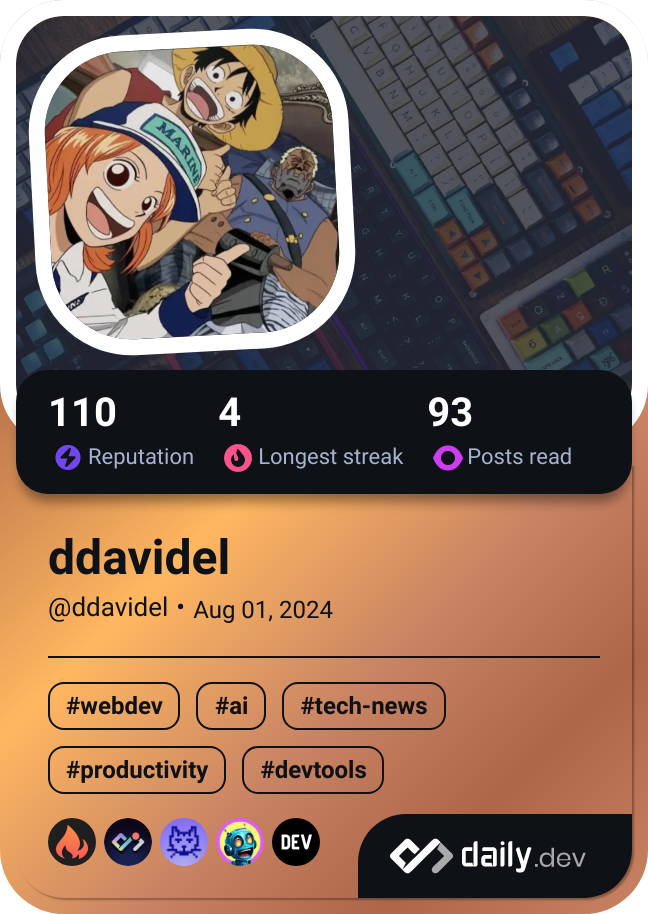 MARINE
110 4 93
Reputation Longest streak Posts read
ddavidel
@ddavidel • Aug 01, 2024
#webdev #ai #tech-news
#productivity #devtools
DEV
daily.dev